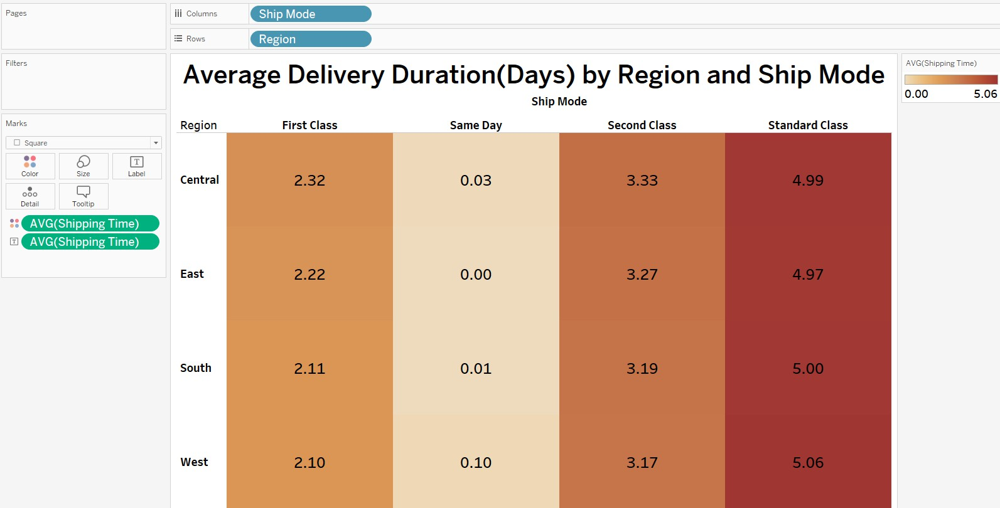 Pages
Columns
Ship Mode
Rows
Region
Filters
Marks
Square
Color
Size
T
Label
Detail
Tooltip
AVG(Shipping Time)
T
AVG(Shipping Time)
Average Delivery Duration(Days) by Region and Ship Mode
Ship Mode
Region First Class Same Day Second Class Standard Class
Central 2.32 0.03 3.33 4.99
East 2.22 0.00 3.27 4.97
South 2.11 0.01 3.19 5.00
West 2.10 0.10 3.17 5.06
AVG(Shipping Time)
0.00 5.06